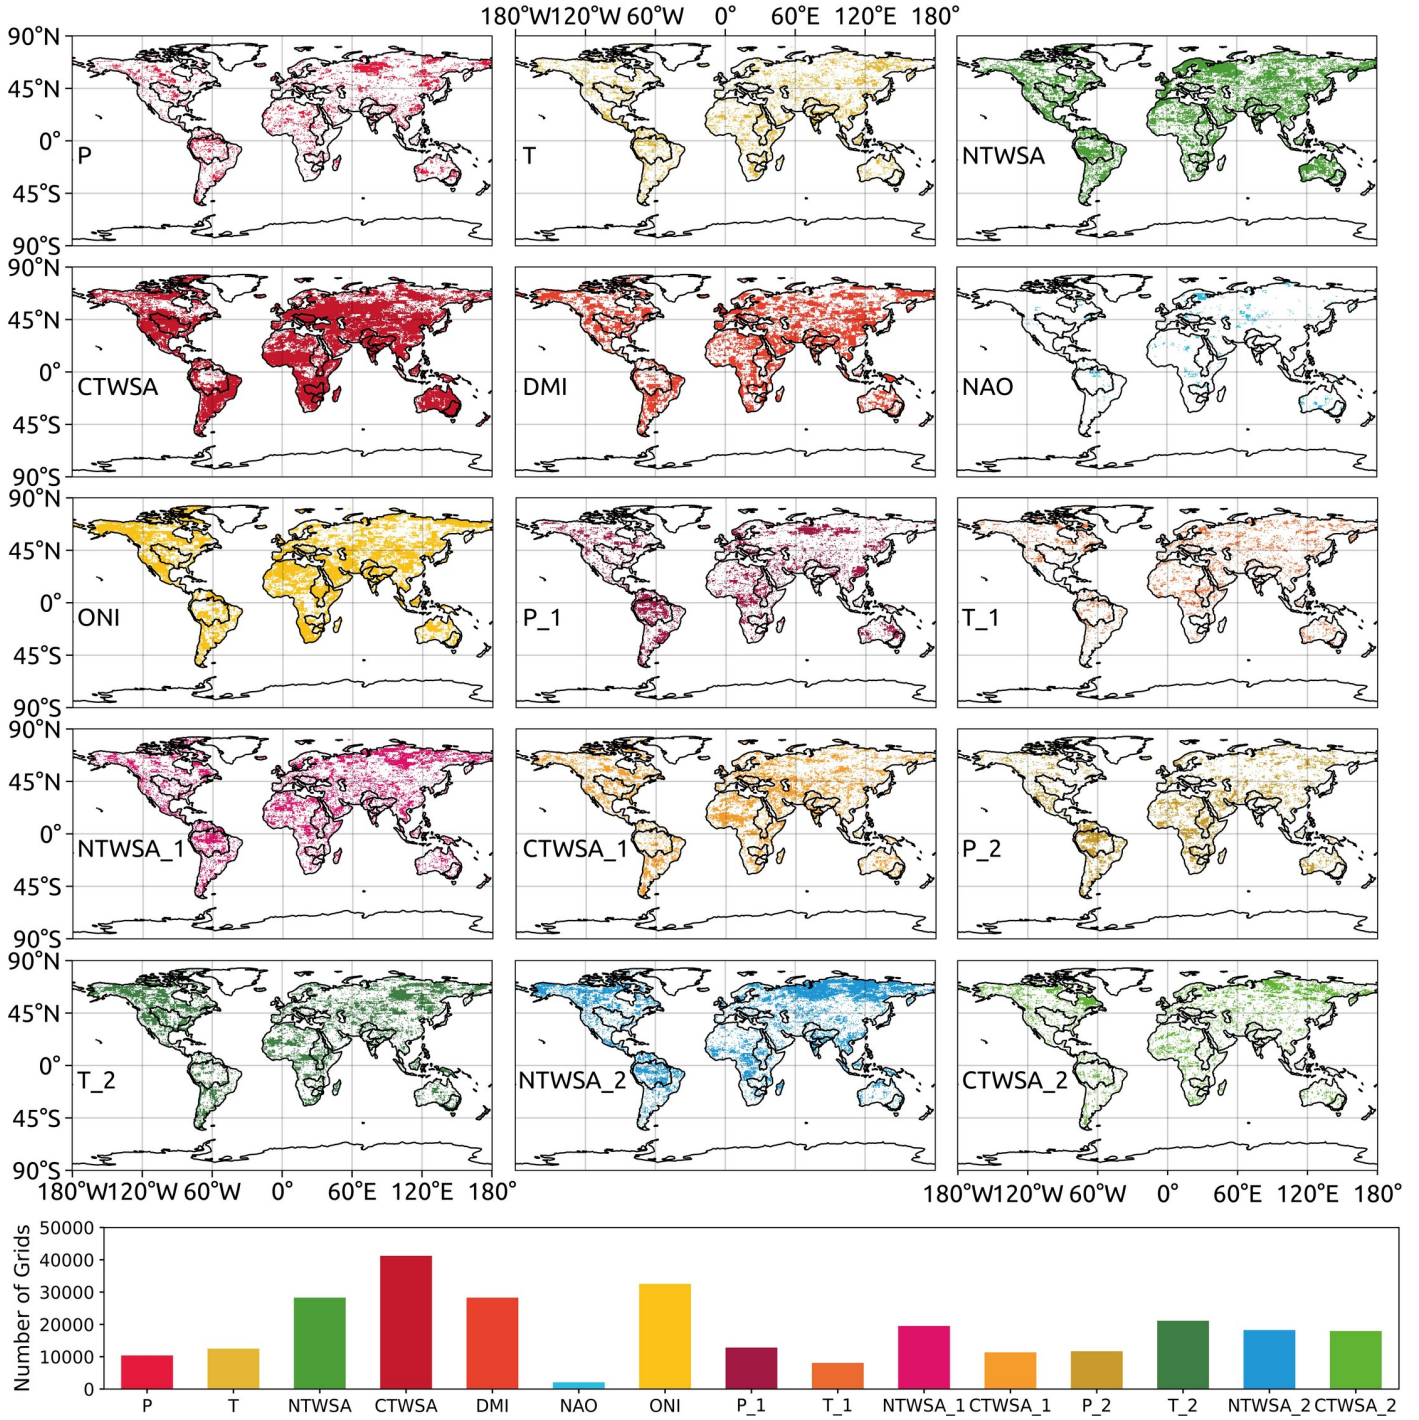 180°W120°W 60°W 0° 60°E 120°E 180°
90°N
45°N
0°
45°S
90°S
P
T
NTWSA
90°N
45°N
0°
45°S
90°S
CTWSA
DMI
NAO
90°N
45°N
0°
45°S
90°S
ONI
P_1
T_1
90°N
45°N
0°
45°S
90°S
NTWSA_1
CTWSA_1
P_2
90°N
45°N
0°
45°S
90°S
T_2
NTWSA_2
CTWSA_2
180°W120°W 60°W 0° 60°E 120°E 180°
180°W120°W 60°W 0° 60°E 120°E 180°
Number of Grids
50000
40000
30000
20000
10000
0
P T NTWSA CTWSA DMI NAO ONI P_1 T_1 NTWSA_1 CTWSA_1 P_2 T_2 NTWSA_2 CTWSA_2